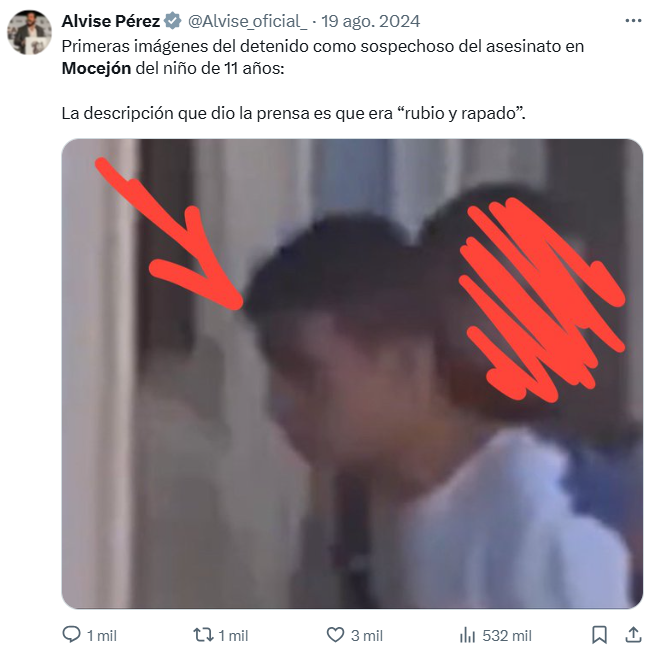 Alvise Pérez @Alvise_oficial_ · 19 ago. 2024
Primeras imágenes del detenido como sospechoso del asesinato en
Mocejón del niño de 11 años:
La descripción que dio la prensa es que era “rubio y rapado”.
1 mil 1 mil 3 mil 532 mil